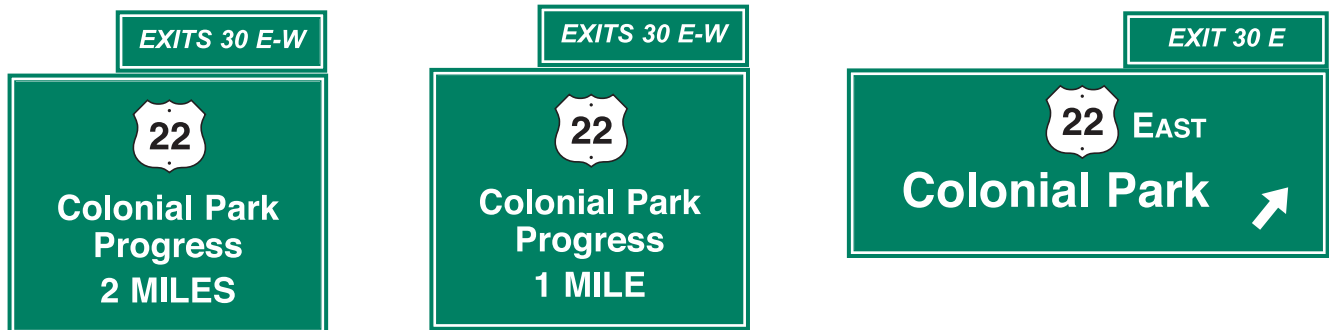 EXITS 30 E-W
22
Colonial Park
Progress
2 MILES
EXITS 30 E-W
22
Colonial Park
Progress
1 MILE
EXIT 30 E
22 EAST
Colonial Park